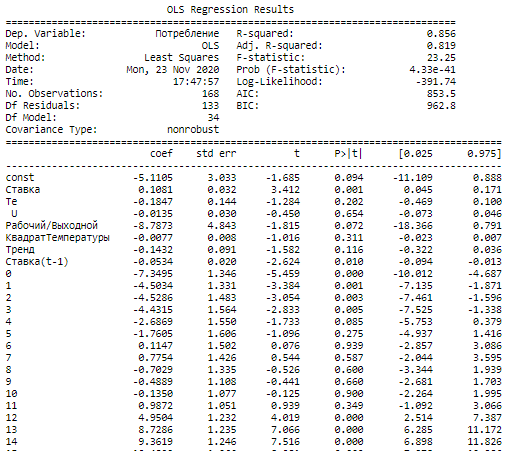 OLS Regression Results
Dep. Variable: Потребление R-squared: 0.856
Model: OLS Adj. R-squared: 0.819
Method: Least Squares F-statistic: 23.25
Date: Mon, 23 Nov 2020 Prob (F-statistic): 4.33e-41
Time: 17:47:57 Log-Likelihood: -391.74
No. Observations: 168 AIC: 853.5
Df Residuals: 133 BIC: 962.8
Df Model: 34
Covariance Type: nonrobust
coef std err t P>|t| [0.025 0.975]
const -5.1105 3.033 -1.685 0.094 -11.109 0.888
Ставка 0.1081 0.032 3.412 0.001 0.045 0.171
Te -0.1847 0.144 -1.284 0.202 -0.469 0.100
U -0.0135 0.030 -0.450 0.654 -0.073 0.046
Рабочий/Выходной -8.7873 4.843 -1.815 0.072 -18.366 0.791
КвадратТемпературы -0.0077 0.008 -1.016 0.311 -0.023 0.007
Тренд -0.1432 0.091 -1.582 0.116 -0.322 0.036
Ставка(t-1) -0.0534 0.020 -2.624 0.010 -0.094 -0.013
0 -7.3495 1.346 -5.459 0.000 -10.012 -4.687
1 -4.5034 1.331 -3.384 0.001 -7.135 -1.871
2 -4.5286 1.483 -3.054 0.003 -7.461 -1.596
3 -4.4315 1.564 -2.833 0.005 -7.525 -1.338
4 -2.6869 1.550 -1.733 0.085 -5.753 0.379
5 -1.7605 1.606 -1.096 0.275 -4.937 1.416
6 0.1147 1.502 0.076 0.939 -2.857 3.086
7 0.7754 1.426 0.544 0.587 -2.044 3.595
8 -0.7029 1.335 -0.526 0.600 -3.344 1.939
9 -0.4889 1.108 -0.441 0.660 -2.681 1.703
10 -0.1350 1.077 -0.125 0.900 -2.264 1.995
11 0.9872 1.051 0.939 0.349 -1.092 3.066
12 4.9504 1.232 4.019 0.000 2.514 7.387
13 8.7286 1.235 7.066 0.000 6.285 11.172
14 9.3619 1.246 7.516 0.000 6.898 11.826